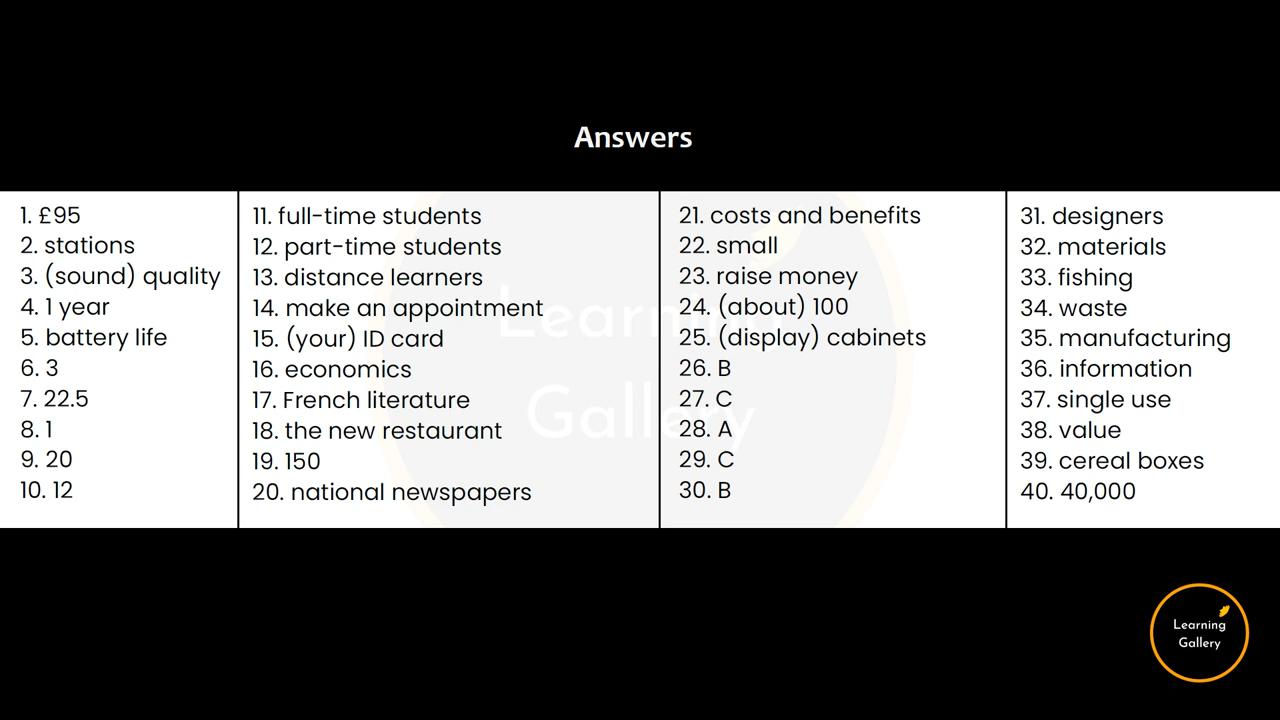 Answers
1. £95
2. stations
3. (sound) quality
4. 1 year
5. battery life
6. 3
7. 22.5
8. 1
9. 20
10. 12
11. full-time students
12. part-time students
13. distance learners
14. make an appointment
15. (your) ID card
16. economics
17. French literature
18. the new restaurant
19. 150
20. national newspapers
21. costs and benefits
22. small
23. raise money
24. (about) 100
25. (display) cabinets
26. B
27. C
28. A
29. C
30. B
31. designers
32. materials
33. fishing
34. waste
35. manufacturing
36. information
37. single use
38. value
39. cereal boxes
40. 40,000
Learning
Gallery
Learning
Gallery